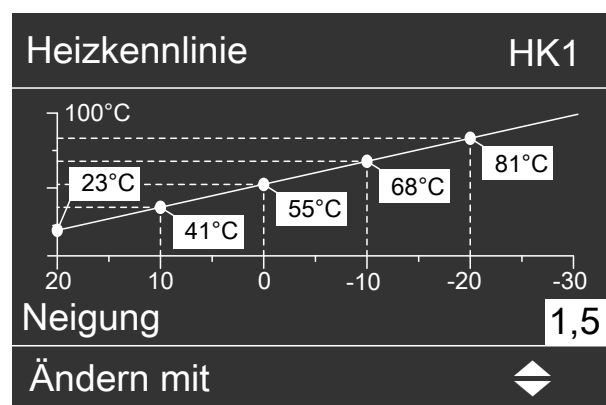 Heizkennlinie HK1
100°C
81°C
23°C
68°C
55°C
41°C
20 10 0 -10 -20 -30
Neigung 1,5
Ändern mit